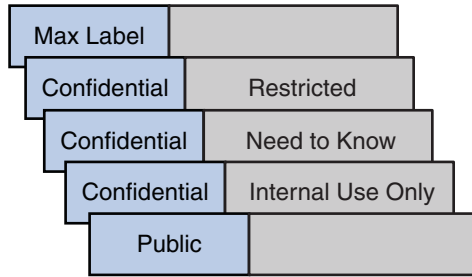 Max Label
Confidential Restricted
Confidential Need to Know
Confidential Internal Use Only
Public